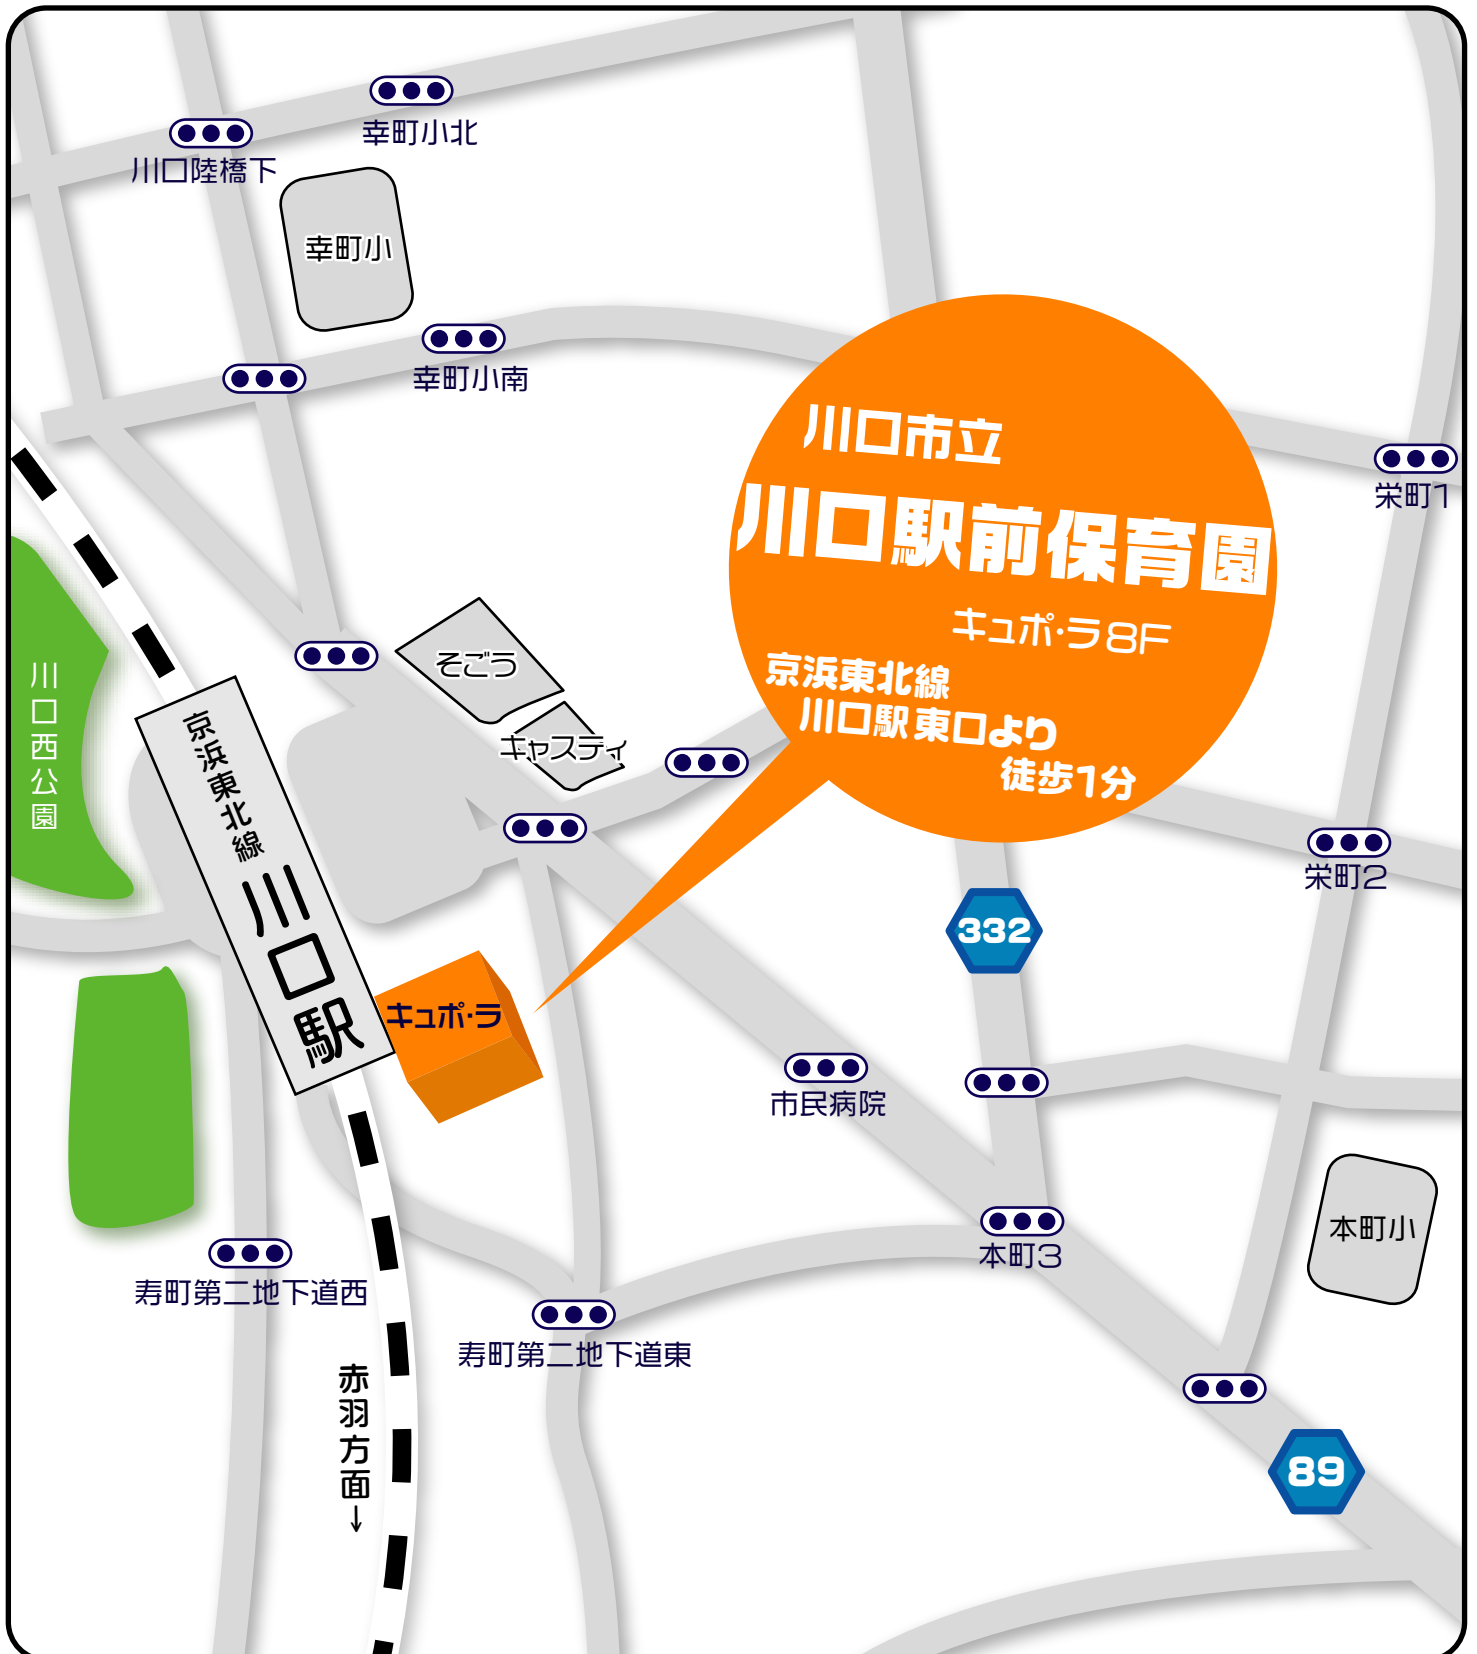 幸町小北
川口陸橋下
幸町小
幸町小南
川口市立
川口駅前保育園
キュポ・ラ8F
京浜東北線
川口駅東口より
徒歩1分
栄町1
そごう
キャスティ
川口西公園
京浜東北線
川口駅
栄町2
332
キュポ・ラ
市民病院
本町小
本町3
寿町第二地下道西
寿町第二地下道東
赤羽方面→
89